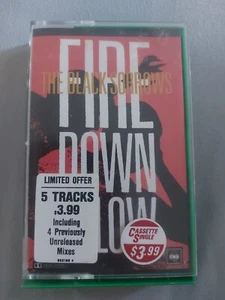 FIRE
THE BLACK SORROWS
DOWN
LOW
LIMITED OFFER
5 TRACKS
$3.99
Including
4 Previously
Unreleased
Mixes
CASSETTE
SINGLE
$3.99